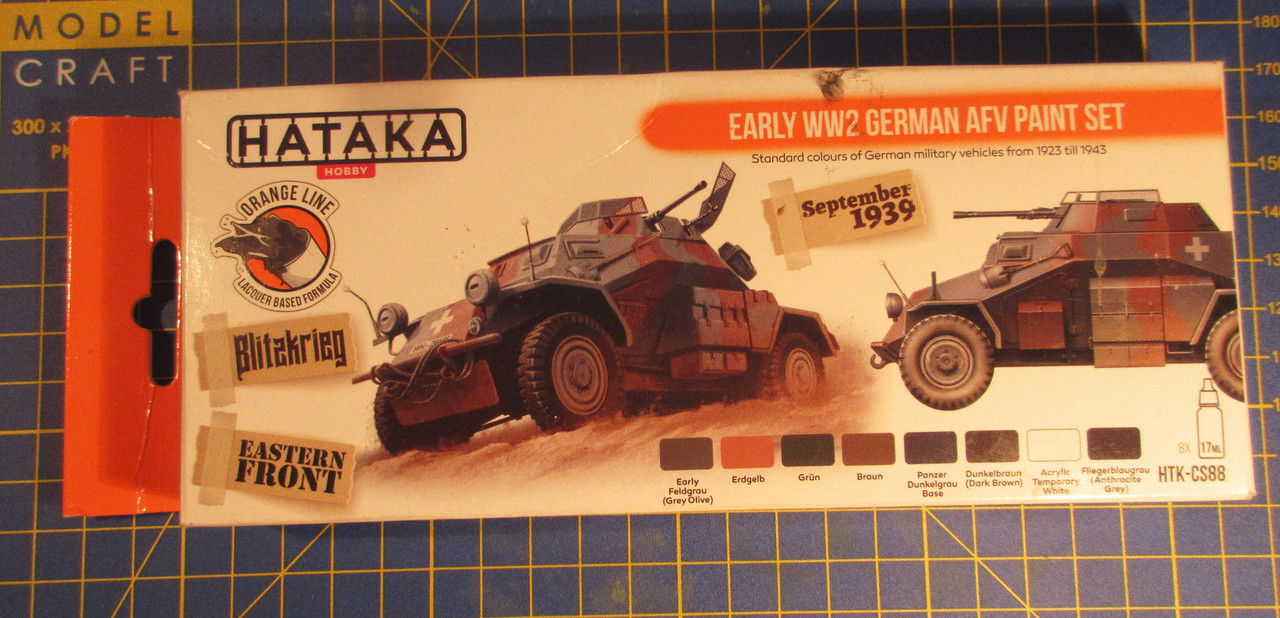 MODEL
CRAFT
300 x
HATAKA
HOBBY
ORANGE LINE
LACQUER BASED FORMULA
Blitzkrieg
EASTERN
FRONT
EARLY WW2 GERMAN AFV PAINT SET
Standard colours of German military vehicles from 1923 till 1943
September
1939
Early
Feldgrau
(Grey Olive)
Erdgelb
Grün
Braun
Panzer
Dunkelgrau
Base
Dunkelbraun
(Dark Brown)
Acrylic
Temporary
White
Fliegerblaugrau
(Anthracite
Grey)
8X
17ML
HTK-CS88
180
170
160
150